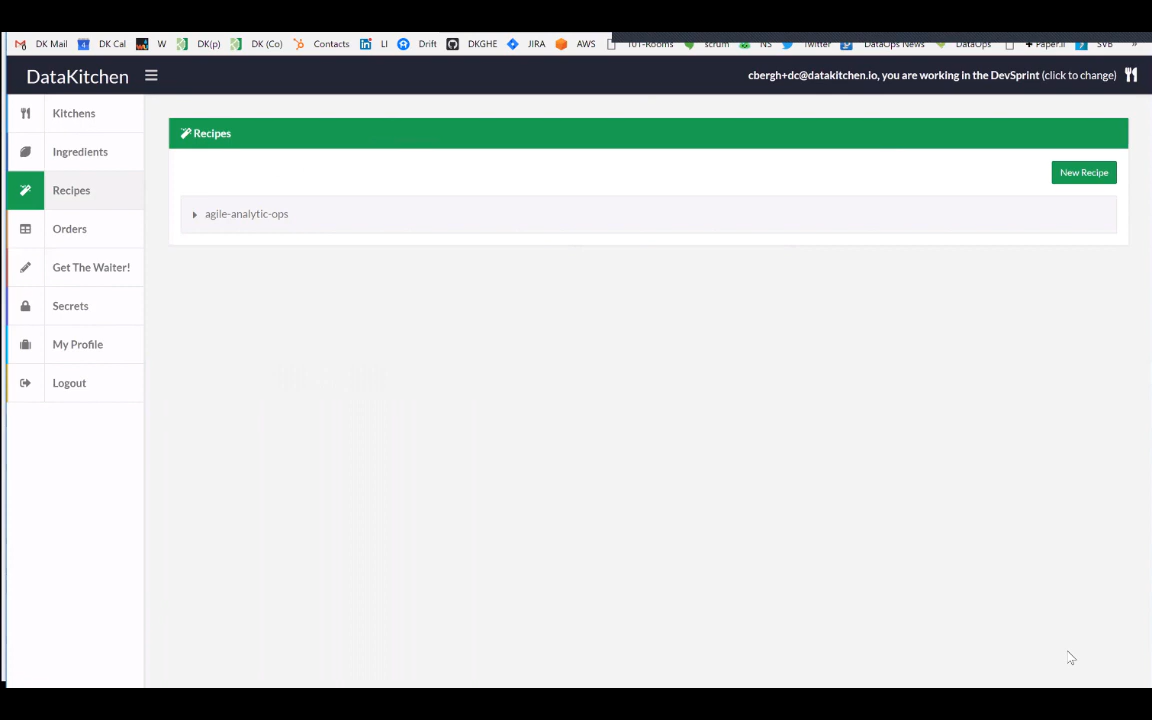 DK Mail DK Cal W DK(p) DK (Co) Contacts LI Drift DKGHE JIRA AWS 101-Rooms scrum NS Twitter DataOps News DataOps Paper.li SVB »
DataKitchen cbergh+dc@datakitchen.io, you are working in the DevSprint (click to change)
Kitchens
Recipes
Ingredients
New Recipe
Recipes
agile-analytic-ops
Orders
Get The Waiter!
Secrets
My Profile
Logout